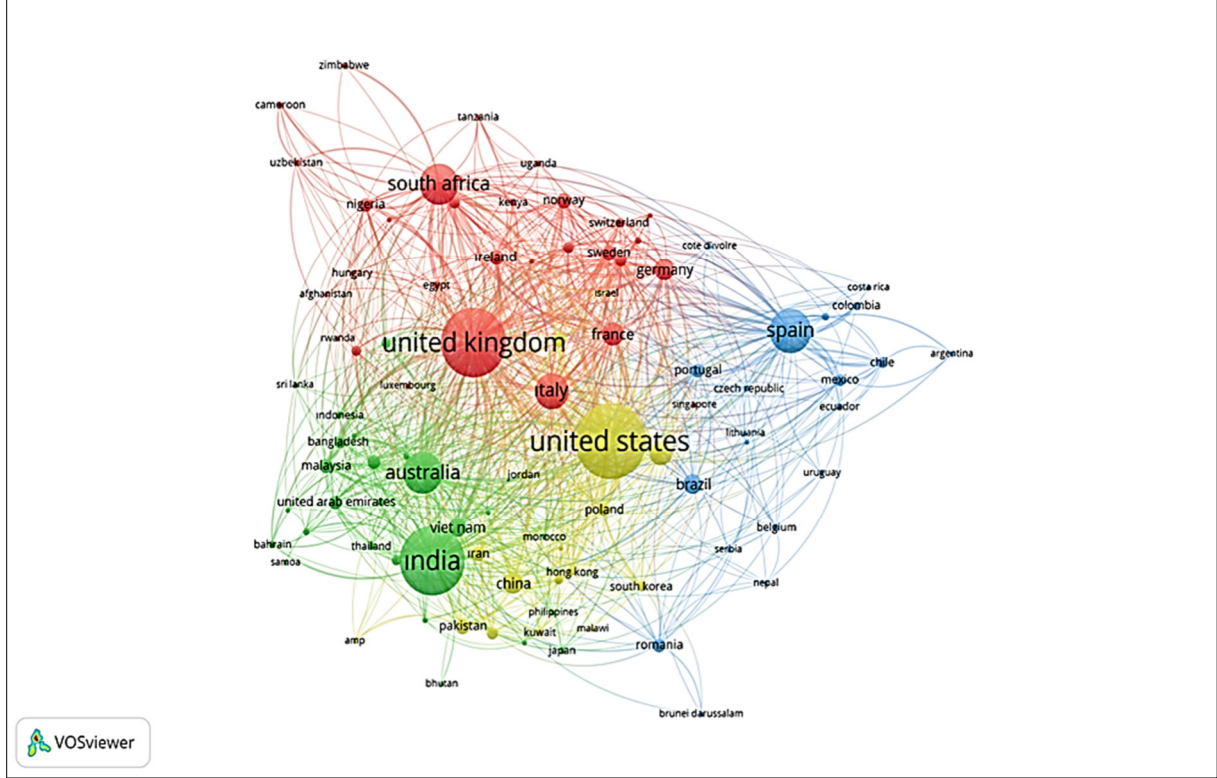 zimbabwe
cameroon
tanzania
uzbekistan
uganda
south africa
nigeria
kenya
norway
switzerland
cote d'ivoire
ireland
sweden
germany
hungary
egypt
afghanistan
israel
costa rica
colombia
rwanda
united kingdom
france
spain
argentina
sri lanka
luxembourg
italy
portugal
chile
czech republic
mexico
singapore
ecuador
indonesia
bangladesh
united states
lithuania
malaysia
australia
jordan
brazil
uruguay
united arab emirates
poland
viet nam
belgium
bahrain
thailand
iran
morocco
serbia
samoa
india
china
hong kong
south korea
nepal
philippines
pakistan
kuwait
malawi
amp
japan
romania
bhutan
brunei darussalam
VOSviewer